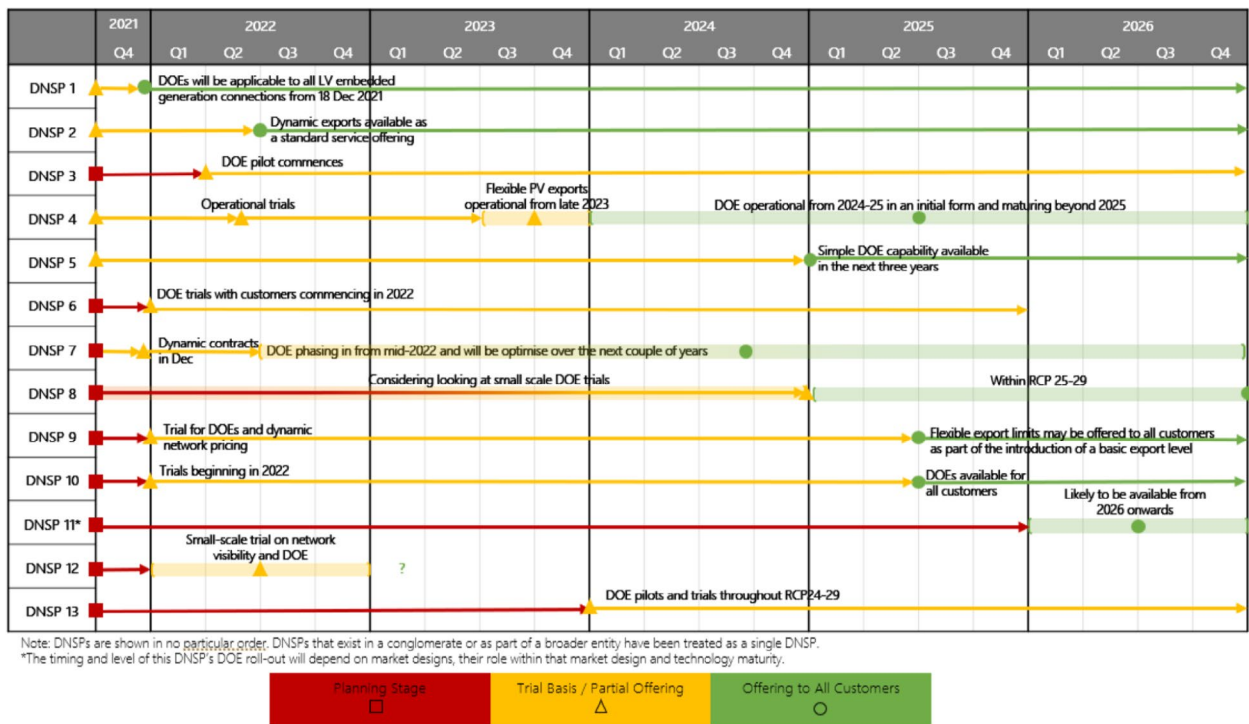 2021 2022 2023 2024 2025 2026
Q4 Q1 Q2 Q3 Q4 Q1 Q2 Q3 Q4 Q1 Q2 Q3 Q4 Q1 Q2 Q3 Q4 Q1 Q2 Q3 Q4
DNSP 1
DOEs will be applicable to all LV embedded
generation connections from 18 Dec 2021
DNSP 2
Dynamic exports available as
a standard service offering
DNSP 3
DOE pilot commences
DNSP 4
Operational trials
Flexible PV exports
operational from late 2023
DOE operational from 2024-25 in an initial form and maturing beyond 2025
DNSP 5
Simple DOE capability available
in the next three years
DNSP 6
DOE trials with customers commencing in 2022
DNSP 7
Dynamic contracts
in Dec
DOE phasing in from mid-2022 and will be optimise over the next couple of years
DNSP 8
Considering looking at small scale DOE trials
Within RCP 25-29
DNSP 9
Trial for DOEs and dynamic
network pricing
Flexible export limits may be offered to all customers
as part of the introduction of a basic export level
DNSP 10
Trials beginning in 2022
DOEs available for
all customers
DNSP 11*
Likely to be available from
2026 onwards
DNSP 12
Small-scale trial on network
visibility and DOE
?
DNSP 13
DOE pilots and trials throughout RCP24-29
Note: DNSPs are shown in no particular order. DNSPs that exist in a conglomerate or as part of a broader entity have been treated as a single DNSP.
*The timing and level of this DNSP's DOE roll-out will depend on market designs, their role within that market design and technology maturity.
Planning Stage
Trial Basis / Partial Offering
Offering to All Customers